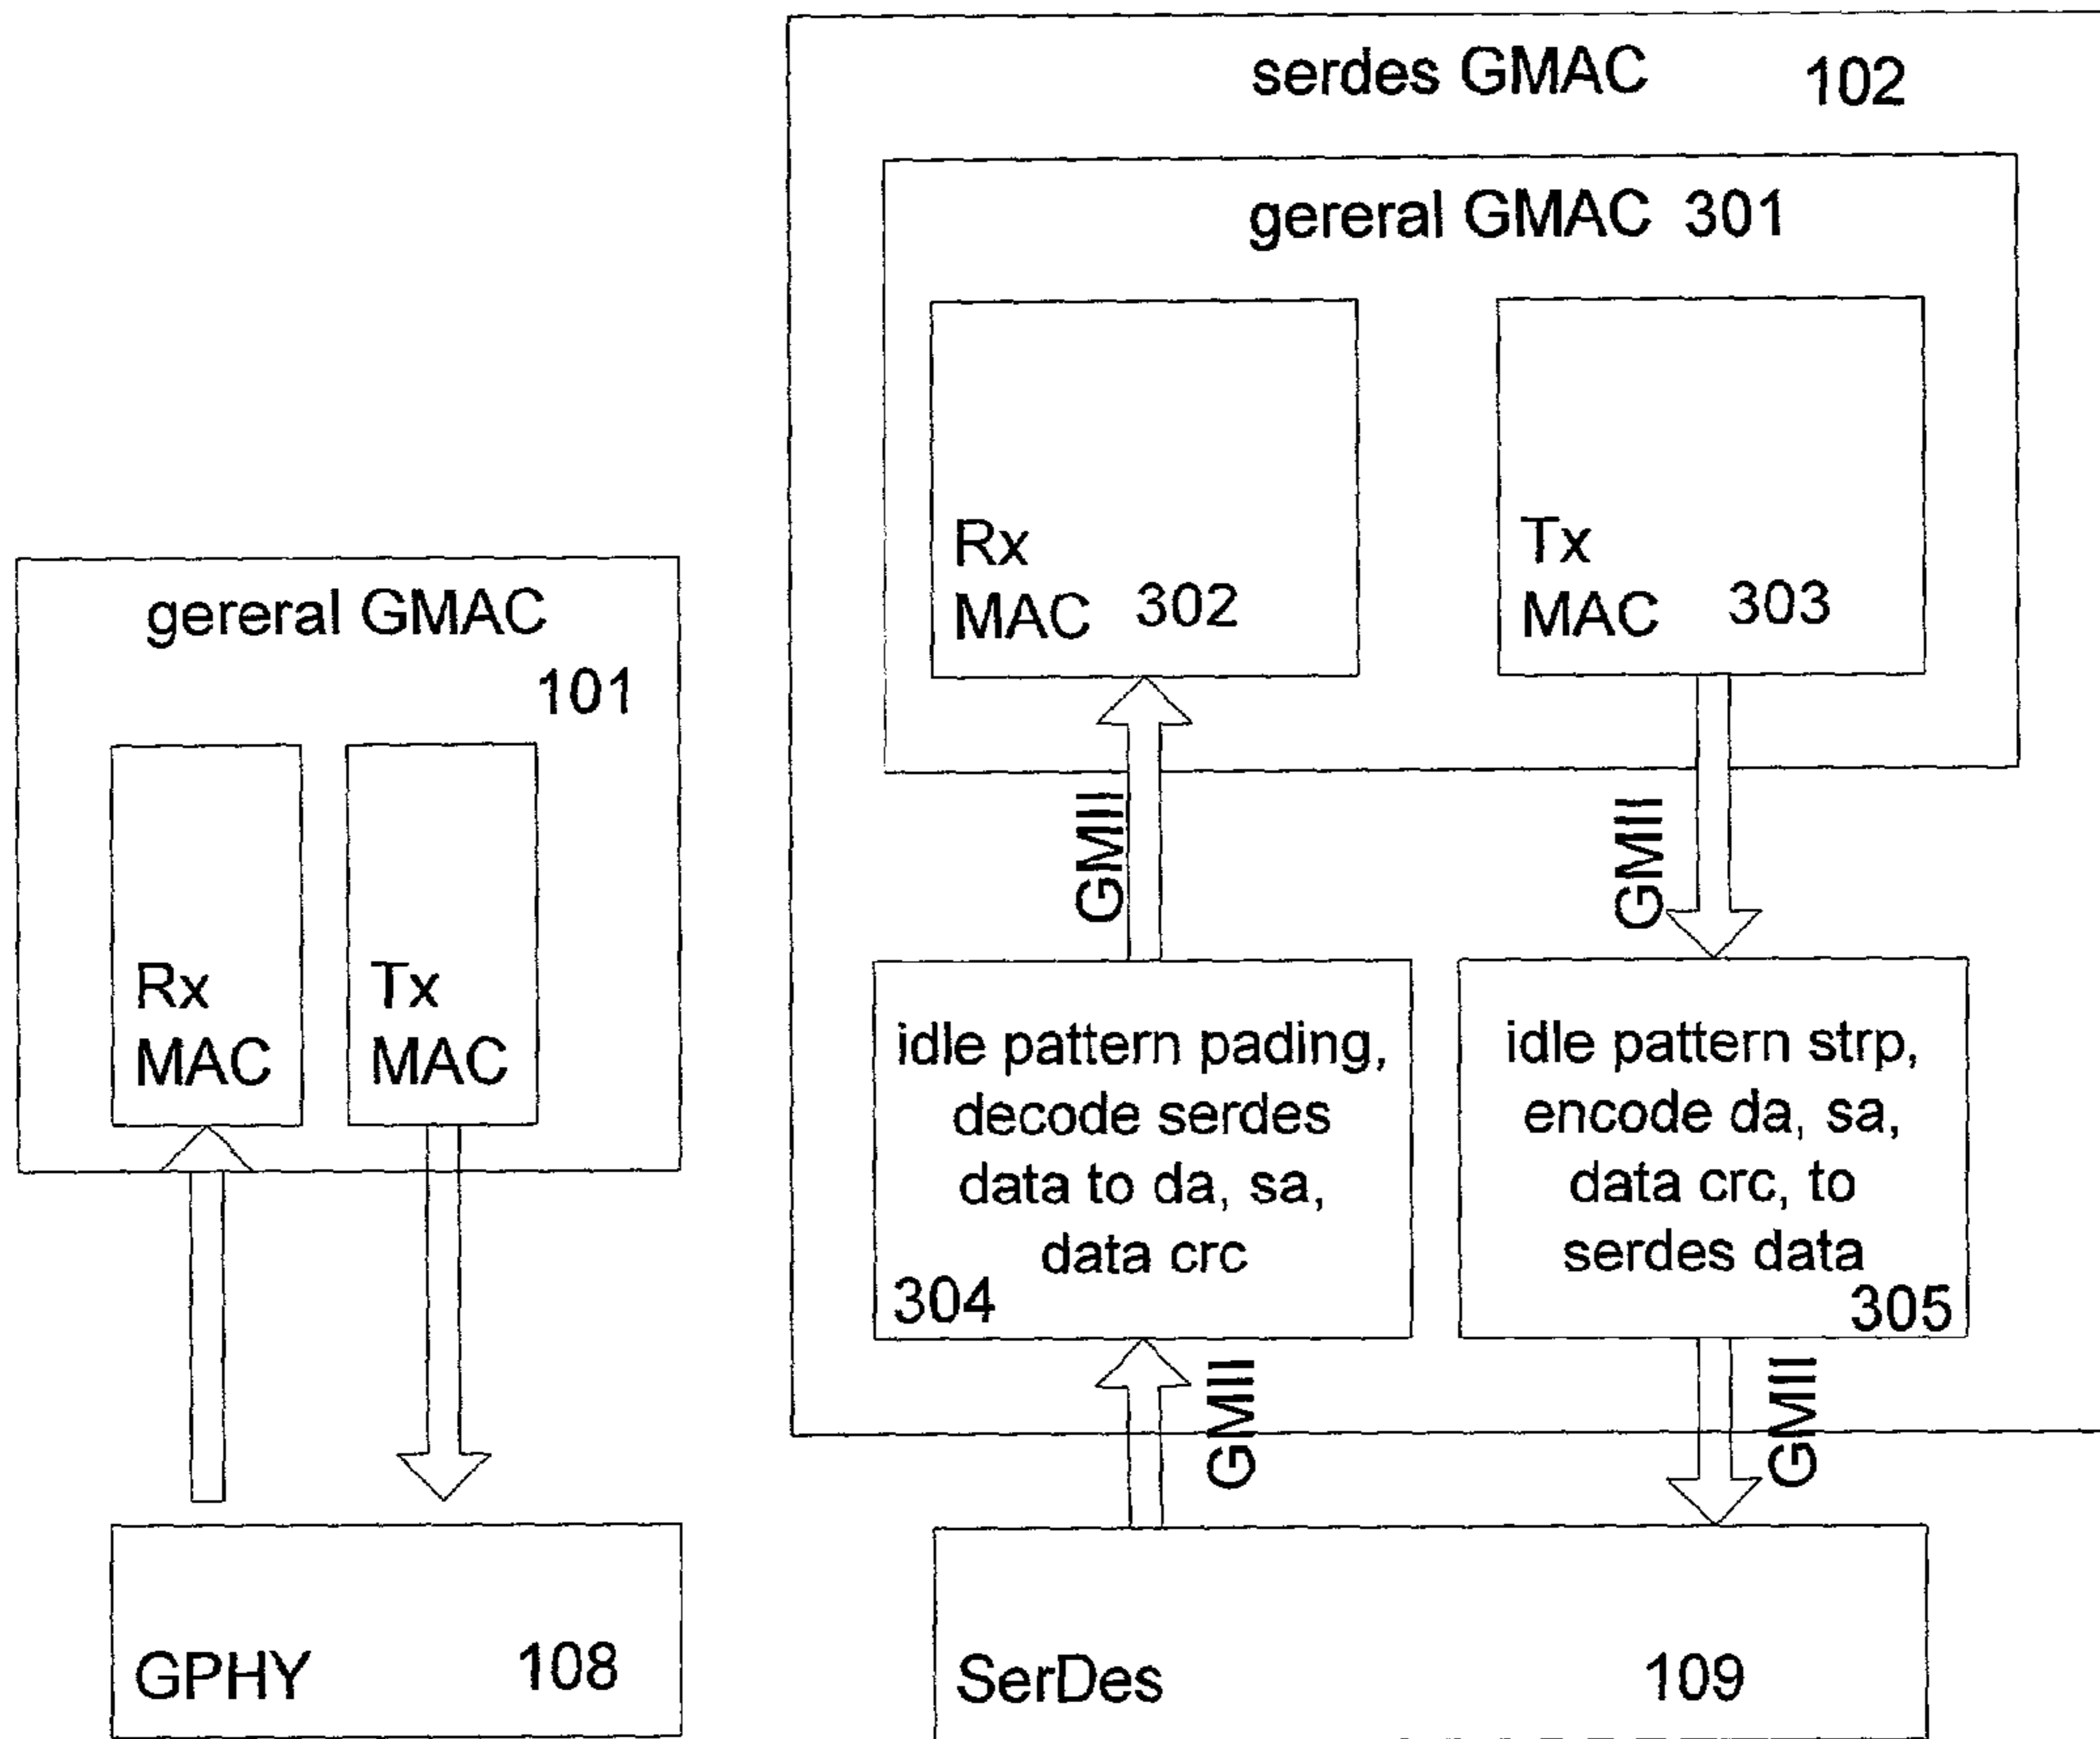 serdes GMAC 102
gereral GMAC 301
Rx
MAC 302
Tx
MAC 303
gereral GMAC
101
Rx
MAC
Tx
MAC
GMII
GMII
idle pattern pading,
decode serdes
data to da, sa,
data crc
304
idle pattern strp,
encode da, sa,
data crc, to
serdes data
305
GMII
GMII
GPHY 108
SerDes 109